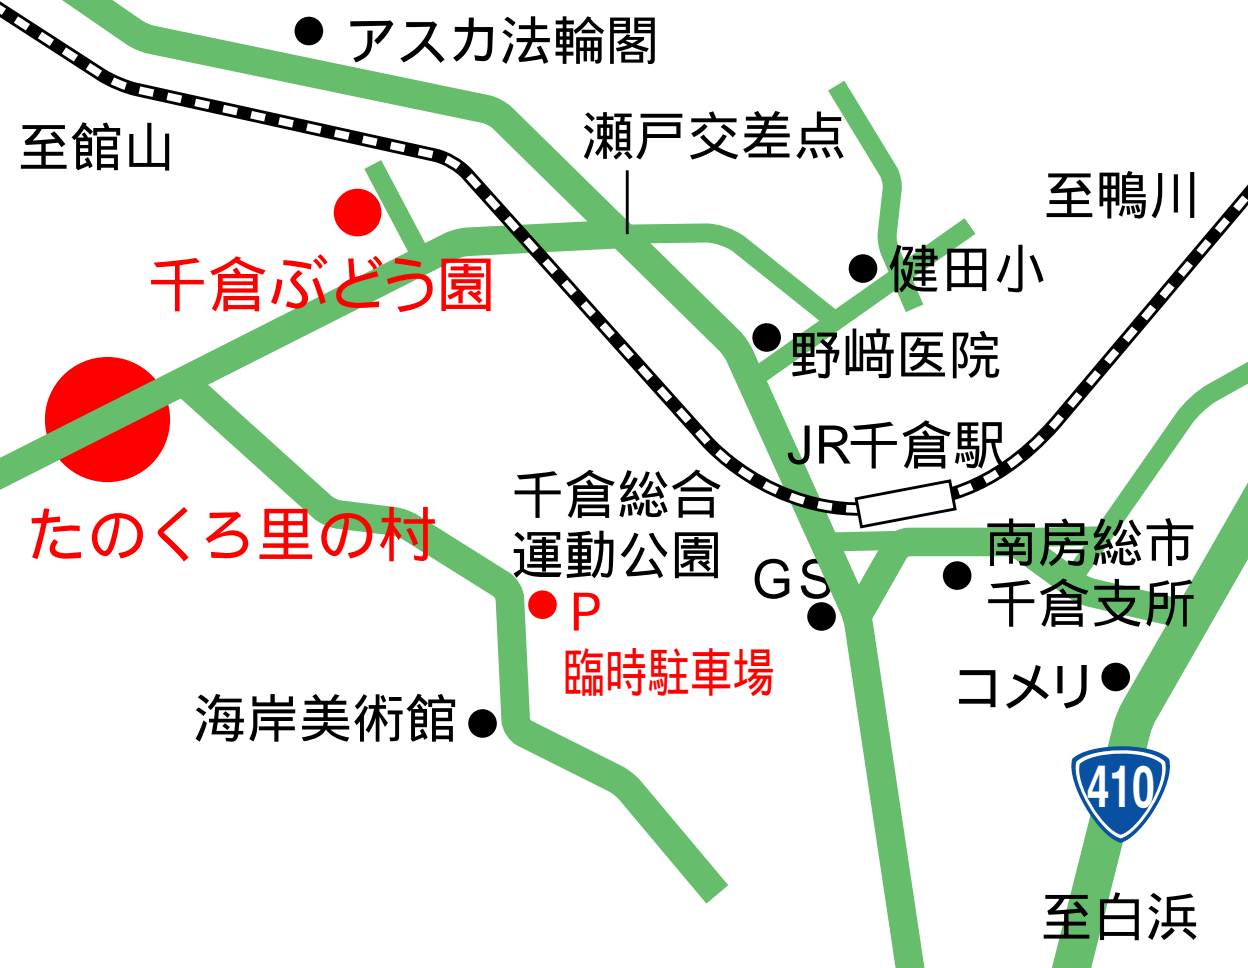 アスカ法輪閣
至館山
瀬戸交差点
至鴨川
千倉ぶどう園
健田小
野﨑医院
JR千倉駅
たのくろ里の村
千倉総合
運動公園
P
臨時駐車場
GS
南房総市
千倉支所
コメリ
海岸美術館
410
至白浜